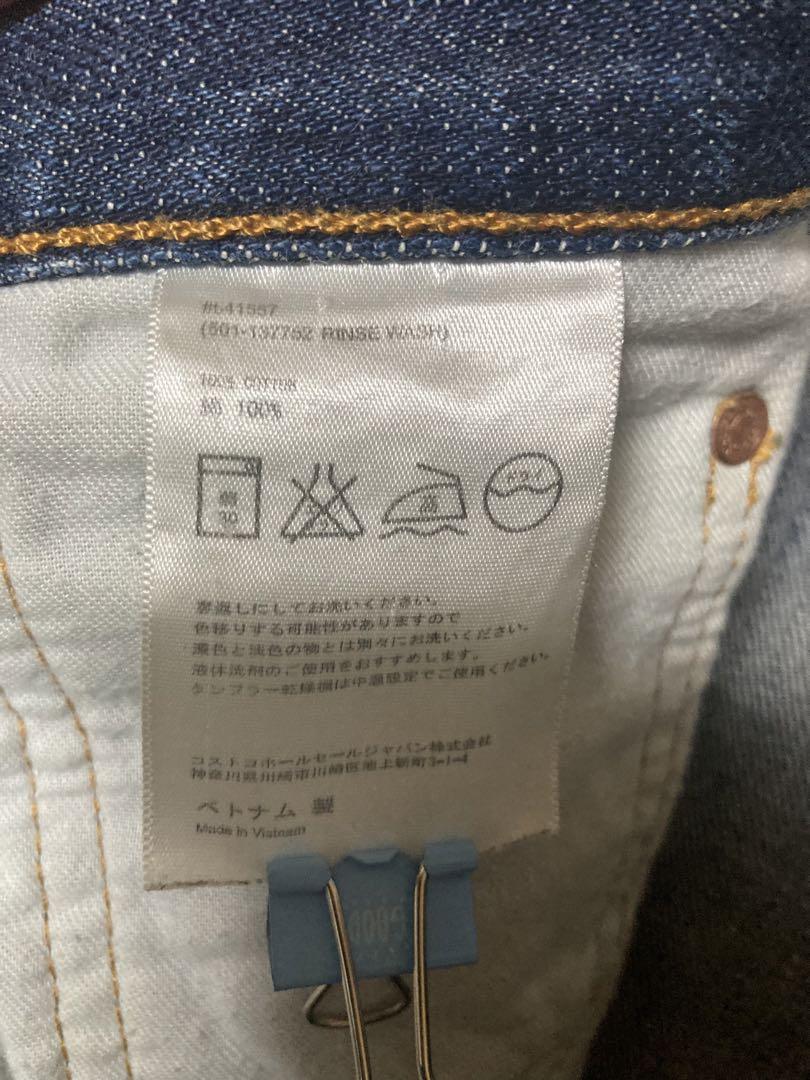 #641557
(501-137752 RINSE WASH)
100% COTTON
綿 100%
弱
30
高
ドライ
裏返しにしてお洗いください。
色移りする可能性がありますので
濃色と淡色の物とは別々にお洗いください。
液体洗剤のご使用をおすすめします。
タンブラー乾燥機は中温設定でご使用ください。
コストコホールセールジャパン株式会社
神奈川県川崎市川崎区池上新町3-1-4
ベトナム 製
Made in Vietnam